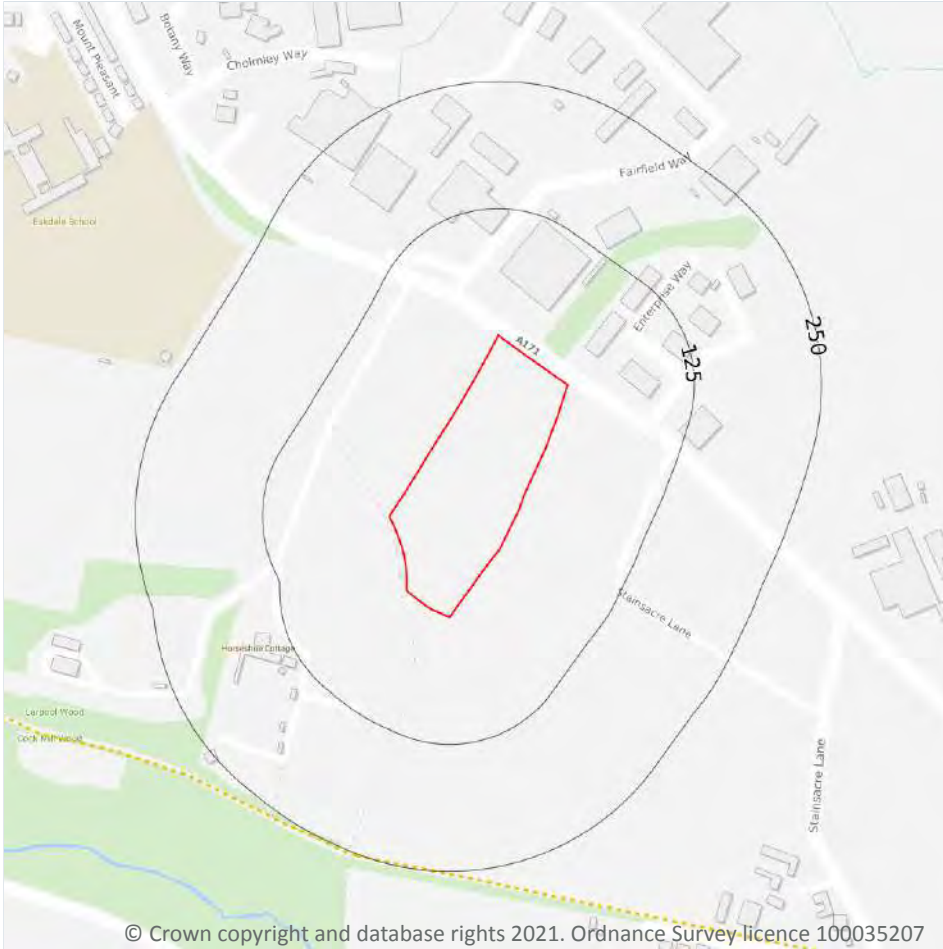 Mount Pleasant
Botany Way
Cholmley Way
Fairfield Way
Eskdale School
Enterprise Way
A171
125
250
Stainsacre Lane
Horseshoe Cottage
Larpool Wood
Cock Mill Wood
Stainsacre Lane
© Crown copyright and database rights 2021. Ordnance Survey licence 100035207